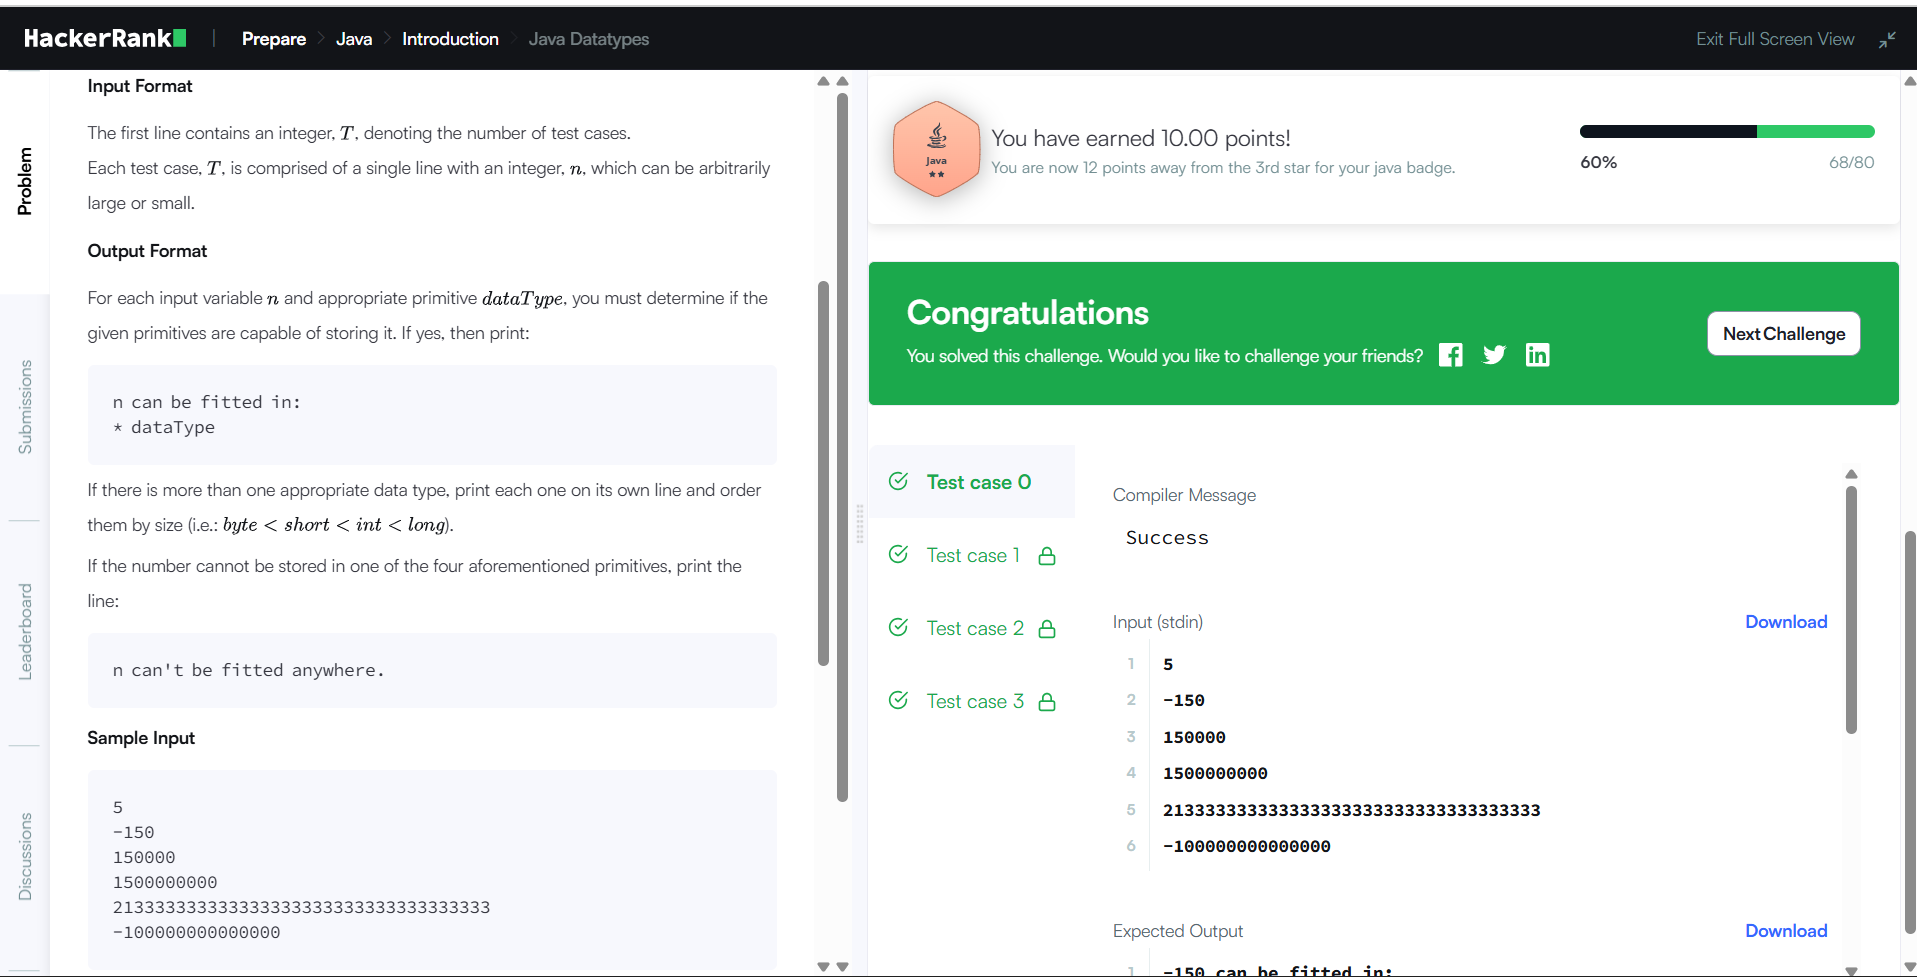 HackerRank
Prepare > Java > Introduction > Java Datatypes
Exit Full Screen View
Problem
Submissions
Leaderboard
Discussions
Input Format
The first line contains an integer, T, denoting the number of test cases.
Each test case, T, is comprised of a single line with an integer, n, which can be arbitrarily
large or small.
Output Format
For each input variable n and appropriate primitive dataType, you must determine if the
given primitives are capable of storing it. If yes, then print:
n can be fitted in:
* dataType
If there is more than one appropriate data type, print each one on its own line and order
them by size (i.e.: byte < short < int < long).
If the number cannot be stored in one of the four aforementioned primitives, print the
line:
n can't be fitted anywhere.
Sample Input
5
-150
150000
1500000000
213333333333333333333333333333333333
-100000000000000
Java
You have earned 10.00 points!
You are now 12 points away from the 3rd star for your java badge.
60%
68/80
Congratulations
You solved this challenge. Would you like to challenge your friends?
Next Challenge
Test case 0
Test case 1
Test case 2
Test case 3
Compiler Message
Success
Input (stdin)
Download
1 5
2 -150
3 150000
4 1500000000
5 213333333333333333333333333333333333
6 -100000000000000
Expected Output
Download
1 -150 can be fitted in: